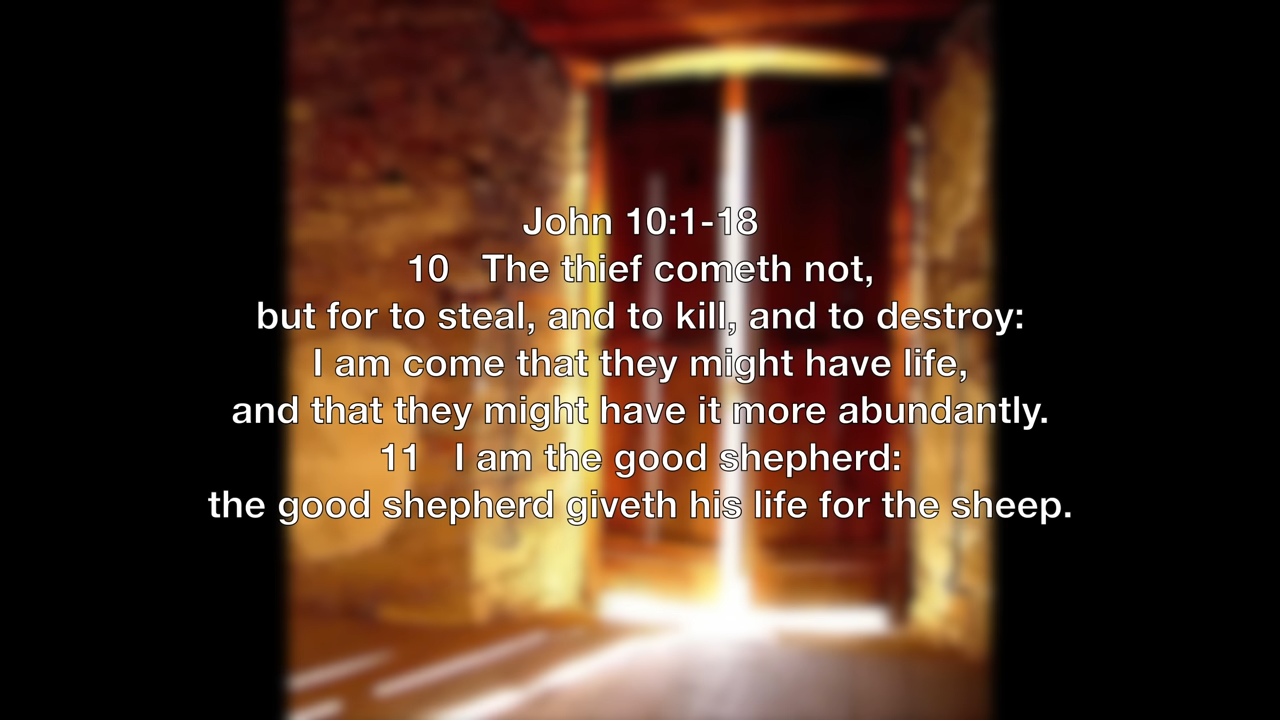 John 10:1-18
10 The thief cometh not,
but for to steal, and to kill, and to destroy:
I am come that they might have life,
and that they might have it more abundantly.
11 I am the good shepherd:
the good shepherd giveth his life for the sheep.